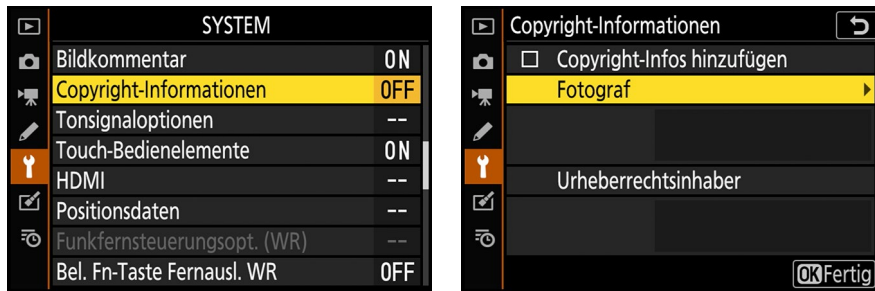 SYSTEM
Bildkommentar ON
Copyright-Informationen OFF
Tonsignaloptionen --
Touch-Bedienelemente ON
HDMI --
Positionsdaten --
Funkfernsteuerungsopt. (WR) --
Bel. Fn-Taste Fernausl. WR OFF
Copyright-Informationen
Copyright-Infos hinzufügen
Fotograf
Urheberrechtsinhaber
OK Fertig